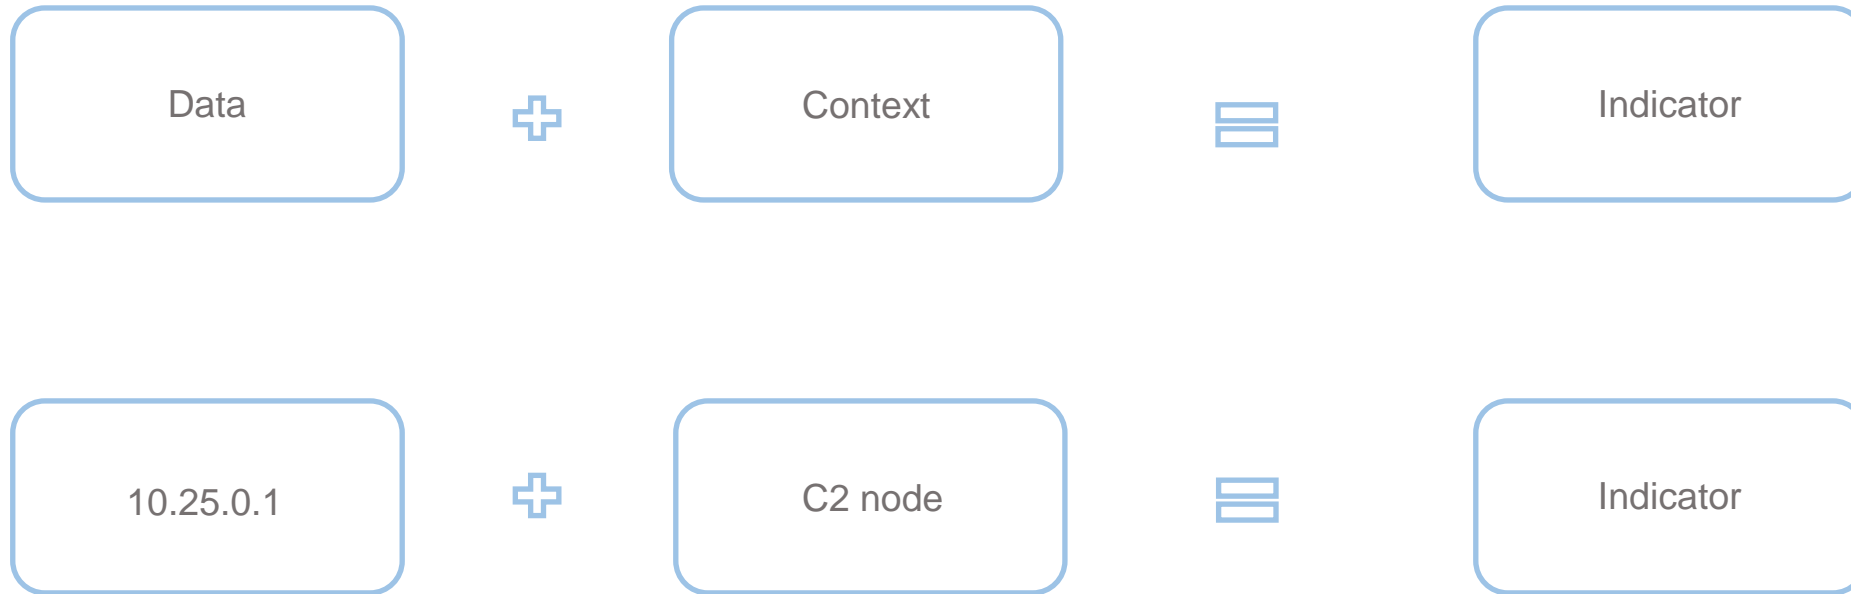 Data
Context
Indicator
10.25.0.1
C2 node
Indicator